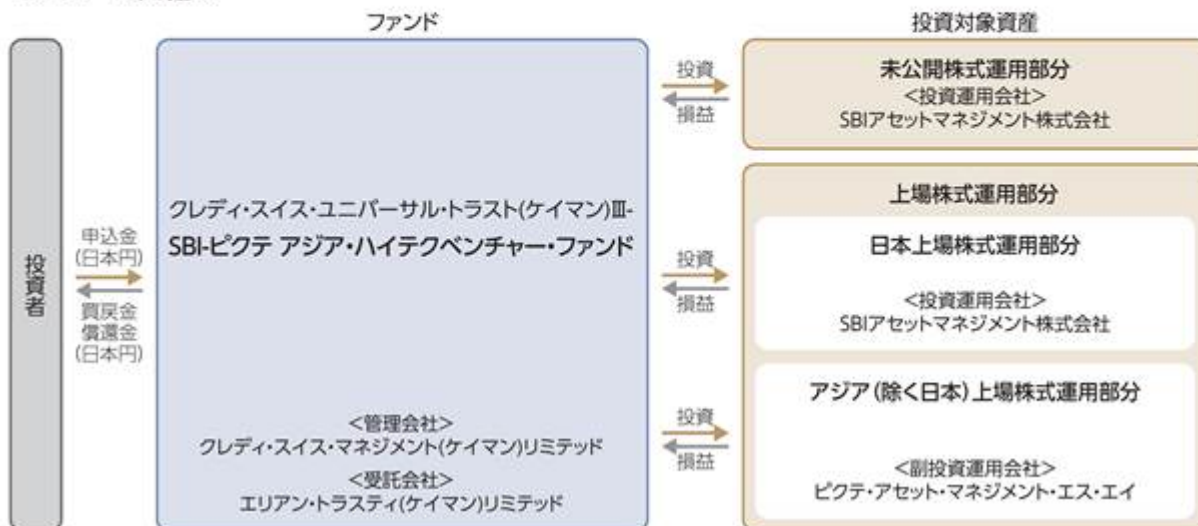 ファンド
投資対象資産
投資者
申込金
(日本円)
買戻金
償還金
(日本円)
クレディ・スイス・ユニバーサル・トラスト(ケイマン)Ⅲ-
SBI-ピクテ アジア・ハイテクベンチャー・ファンド
<管理会社>
クレディ・スイス・マネジメント(ケイマン)リミテッド
<受託会社>
エリアン・トラスティ(ケイマン)リミテッド
投資
損益
未公開株式運用部分
<投資運用会社>
SBIアセットマネジメント株式会社
上場株式運用部分
投資
損益
日本上場株式運用部分
<投資運用会社>
SBIアセットマネジメント株式会社
投資
損益
アジア(除く日本)上場株式運用部分
<副投資運用会社>
ピクテ・アセット・マネジメント・エス・エイ